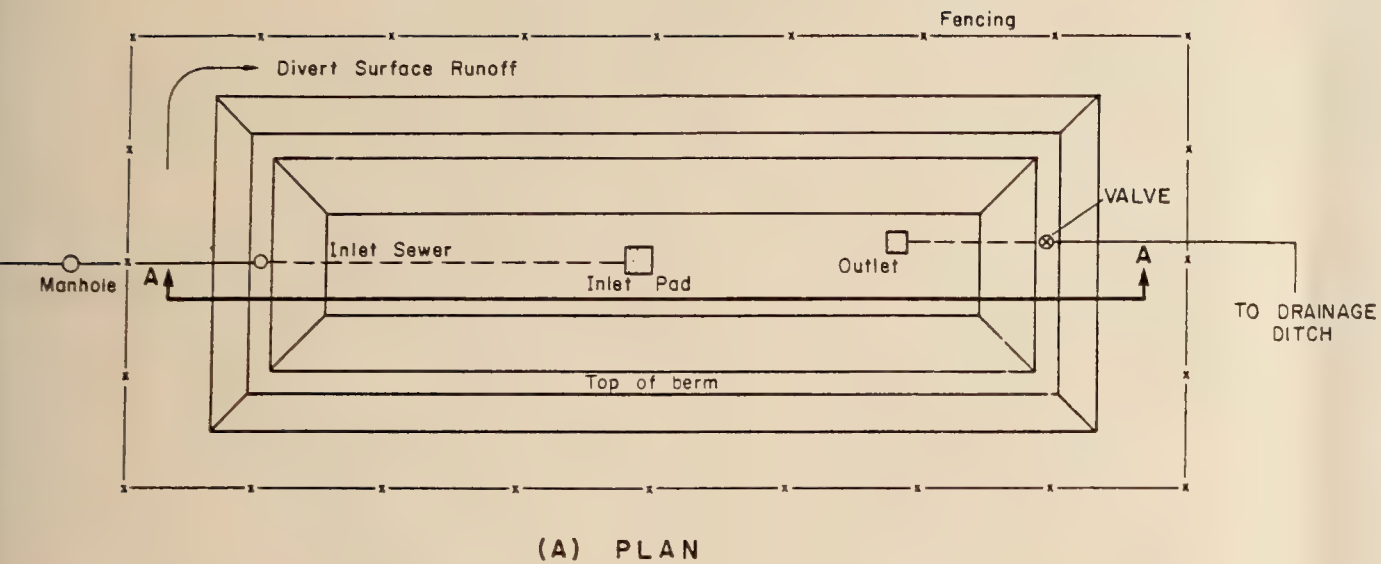 Fencing
Divert Surface Runoff
VALVE
Inlet Sewer
Manhole
A
Inlet Pad
Outlet
A
TO DRAINAGE
DITCH
Top of berm
(A) PLAN